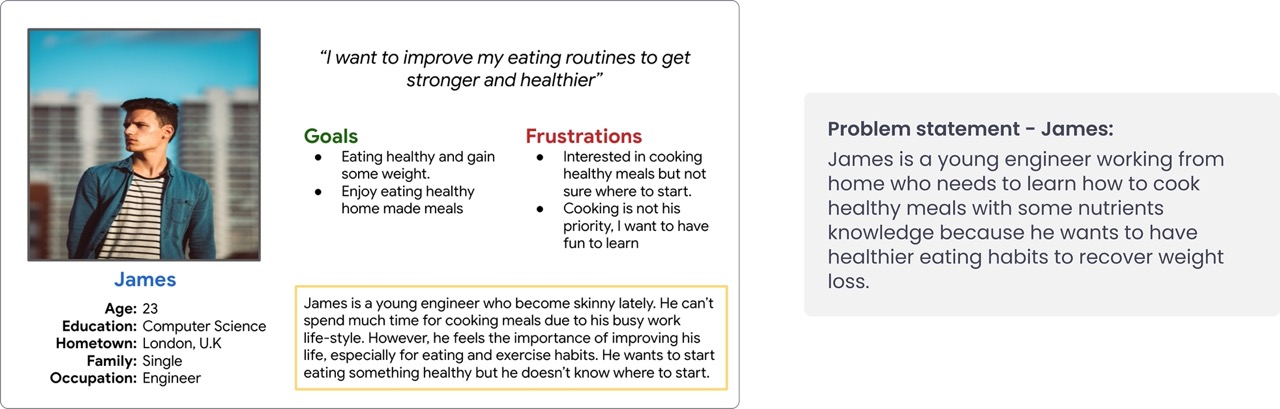 “I want to improve my eating routines to get
stronger and healthier”
Goals
● Eating healthy and gain
some weight.
● Enjoy eating healthy
home made meals
Frustrations
● Interested in cooking
healthy meals but not
sure where to start.
● Cooking is not his
priority, I want to have
fun to learn
James
Age: 23
Education: Computer Science
Hometown: London, U.K
Family: Single
Occupation: Engineer
James is a young engineer who become skinny lately. He can’t
spend much time for cooking meals due to his busy work
life-style. However, he feels the importance of improving his
life, especially for eating and exercise habits. He wants to start
eating something healthy but he doesn’t know where to start.
Problem statement - James:
James is a young engineer working from
home who needs to learn how to cook
healthy meals with some nutrients
knowledge because he wants to have
healthier eating habits to recover weight
loss.